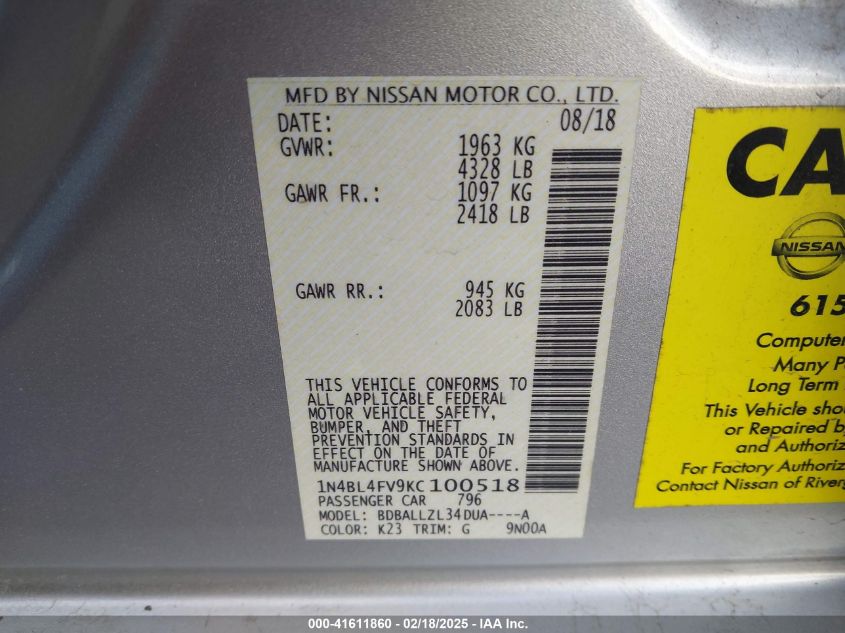 MFD BY NISSAN MOTOR CO., LTD.
DATE: 08/18
GVWR: 1963 KG
4328 LB
GAWR FR.: 1097 KG
2418 LB
GAWR RR.: 945 KG
2083 LB
THIS VEHICLE CONFORMS TO
ALL APPLICABLE FEDERAL
MOTOR VEHICLE SAFETY,
BUMPER, AND THEFT
PREVENTION STANDARDS IN
EFFECT ON THE DATE OF
MANUFACTURE SHOWN ABOVE.
1N4BL4FV9KC100518
PASSENGER CAR 796
MODEL: BDBALLZL34DUA----A
COLOR: K23 TRIM: G 9N00A
CA
NISSAN
615
Computer
Many P
Long Term
This Vehicle shou
or Repaired by
and Authoriz
For Factory Authoriz
Contact Nissan of Riverg
000-41611860 - 02/18/2025 - IAA Inc.